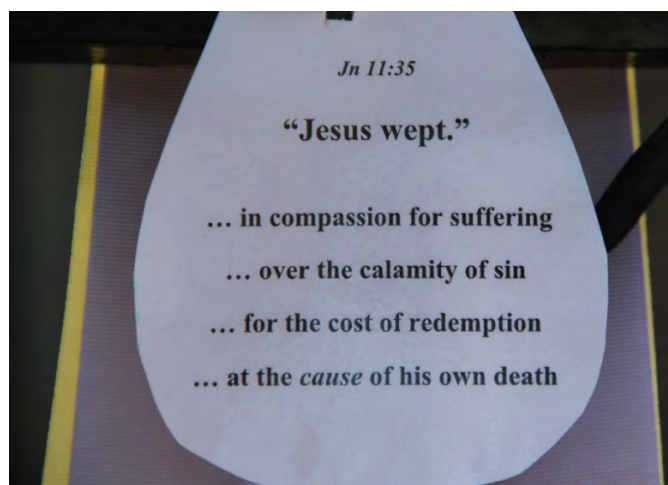 Jn 11:35
“Jesus wept.”
… in compassion for suffering
… over the calamity of sin
… for the cost of redemption
… at the cause of his own death